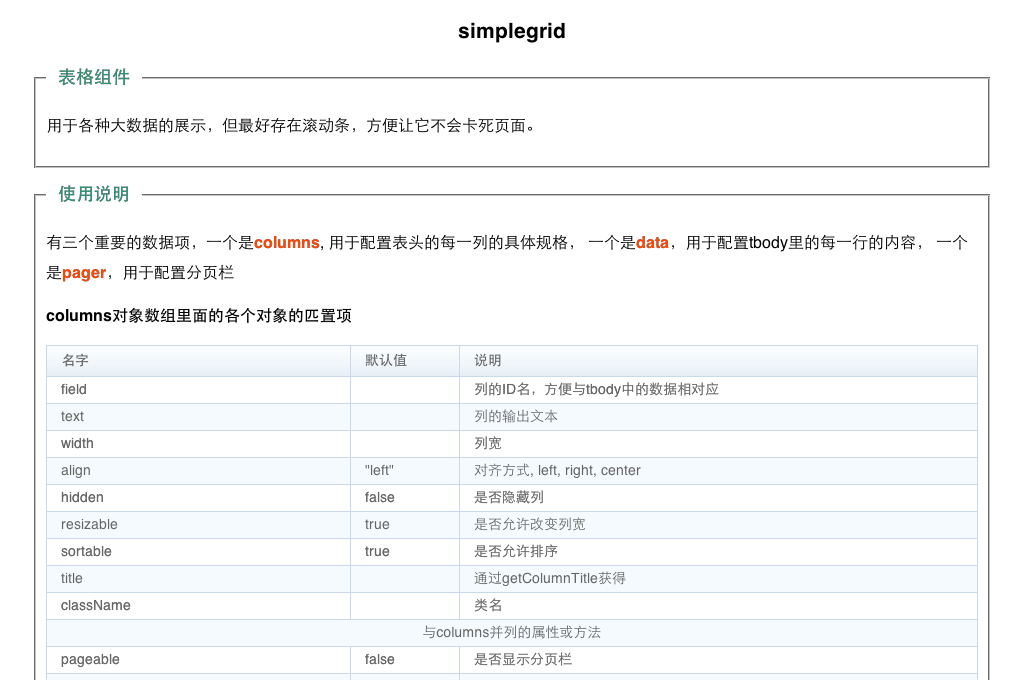 simplegrid
表格组件
用于各种大数据的展示，但最好存在滚动条，方便让它不会卡死页面。
使用说明
有三个重要的数据项，一个是columns, 用于配置表头的每一列的具体规格， 一个是data，用于配置tbody里的每一行的内容， 一个
是pager，用于配置分页栏
columns对象数组里面的各个对象的匹置项
名字 默认值 说明
field 列的ID名，方便与tbody中的数据相对应
text 列的输出文本
width 列宽
align "left" 对齐方式, left, right, center
hidden false 是否隐藏列
resizable true 是否允许改变列宽
sortable true 是否允许排序
title 通过getColumnTitle获得
className 类名
与columns并列的属性或方法
pageable false 是否显示分页栏